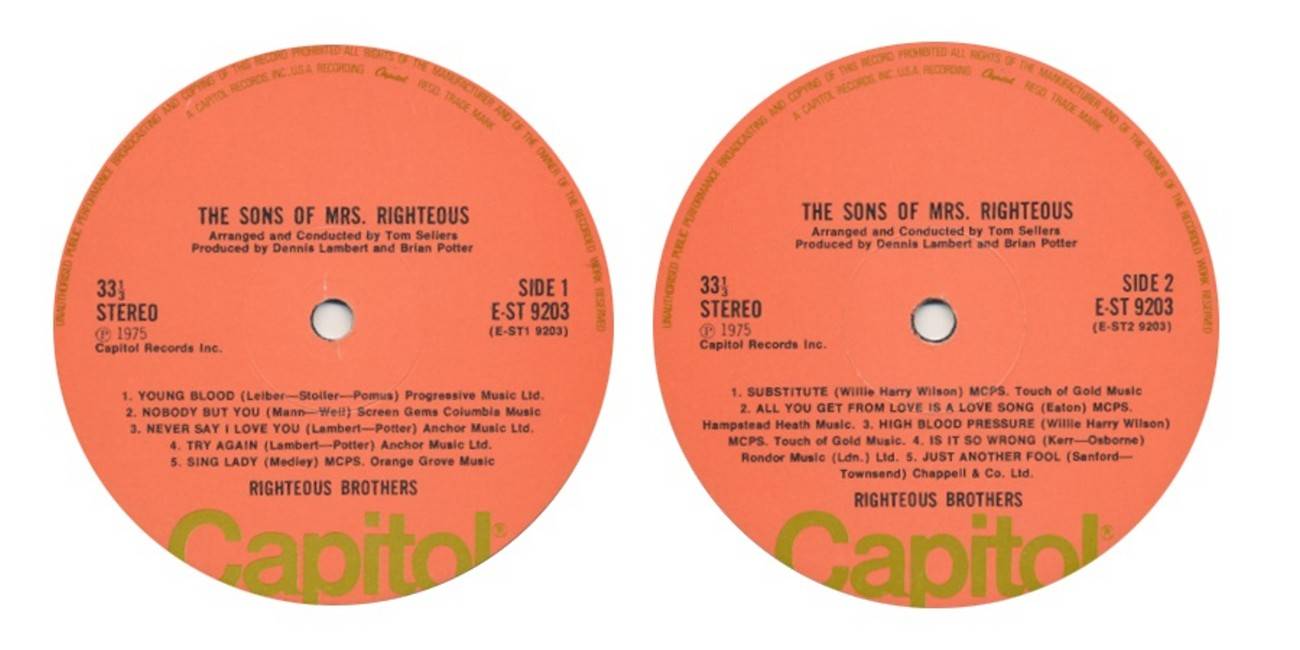 UNAUTHORISED PUBLIC PERFORMANCE BROADCASTING AND COPYING OF THIS RECORD PROHIBITED ALL RIGHTS OF THE MANUFACTURER AND OF THE OWNER OF THE RECORDED WORK RESERVED
A CAPITOL RECORDS, INC. U.S.A. RECORDING Capitol REGD. TRADE MARK
THE SONS OF MRS. RIGHTEOUS
Arranged and Conducted by Tom Sellers
Produced by Dennis Lambert and Brian Potter
33⅓
STEREO
℗ 1975
Capitol Records Inc.
SIDE 1
E-ST 9203
(E-ST1 9203)
1. YOUNG BLOOD (Leiber—Stoller—Pomus) Progressive Music Ltd.
2. NOBODY BUT YOU (Mann—Weil) Screen Gems Columbia Music
3. NEVER SAY I LOVE YOU (Lambert—Potter) Anchor Music Ltd.
4. TRY AGAIN (Lambert—Potter) Anchor Music Ltd.
5. SING LADY (Medley) MCPS. Orange Grove Music
RIGHTEOUS BROTHERS
Capitol®
UNAUTHORISED PUBLIC PERFORMANCE BROADCASTING AND COPYING OF THIS RECORD PROHIBITED ALL RIGHTS OF THE MANUFACTURER AND OF THE OWNER OF THE RECORDED WORK RESERVED
A CAPITOL RECORDS, INC. U.S.A. RECORDING Capitol REGD. TRADE MARK
THE SONS OF MRS. RIGHTEOUS
Arranged and Conducted by Tom Sellers
Produced by Dennis Lambert and Brian Potter
33⅓
STEREO
℗ 1975
Capitol Records Inc.
SIDE 2
E-ST 9203
(E-ST2 9203)
1. SUBSTITUTE (Willie Harry Wilson) MCPS. Touch of Gold Music
2. ALL YOU GET FROM LOVE IS A LOVE SONG (Eaton) MCPS.
Hampstead Heath Music. 3. HIGH BLOOD PRESSURE (Willie Harry Wilson)
MCPS. Touch of Gold Music. 4. IS IT SO WRONG (Kerr—Osborne)
Rondor Music (Ldn.) Ltd. 5. JUST ANOTHER FOOL (Sanford—
Townsend) Chappell & Co. Ltd.
RIGHTEOUS BROTHERS
Capitol®